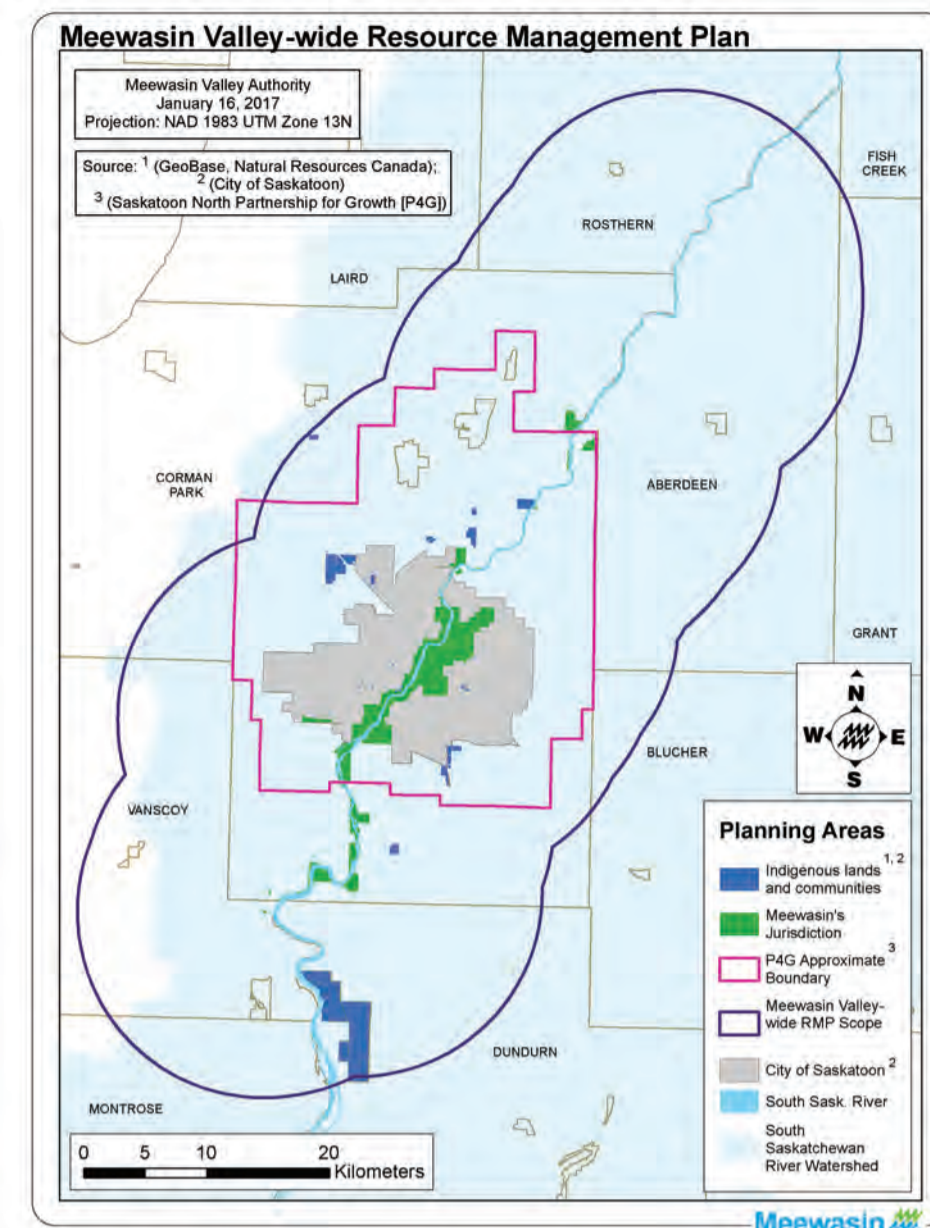 Meewasin Valley-wide Resource Management Plan
Meewasin Valley Authority
January 16, 2017
Projection: NAD 1983 UTM Zone 13N
Source: 1 (GeoBase, Natural Resources Canada);
2 (City of Saskatoon)
3 (Saskatoon North Partnership for Growth [P4G])
FISH
CREEK
ROSTHERN
LAIRD
CORMAN
PARK
ABERDEEN
GRANT
N
W E
S
BLUCHER
VANSCOY
DUNDURN
MONTROSE
Planning Areas
Indigenous lands 1, 2
and communities
Meewasin's
Jurisdiction
P4G Approximate 3
Boundary
Meewasin Valley-
wide RMP Scope
City of Saskatoon 2
South Sask. River
South
Saskatchewan
River Watershed
0 5 10 20
Kilometers
Meewasin